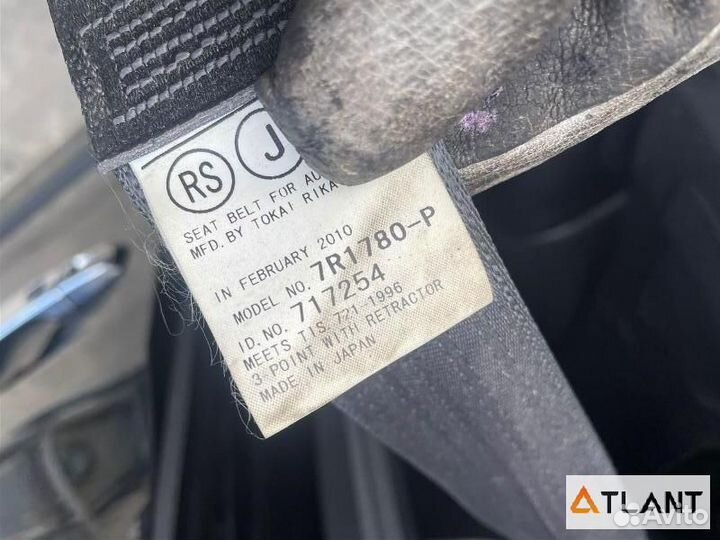 RS J
SEAT BELT FOR AU
MFD. BY TOKAI RIKA
IN FEBRUARY 2010
MODEL NO. 7R1780-P
ID. NO. 717254
MEETS TIS. 721-1996
3 POINT WITH RETRACTOR
MADE IN JAPAN
ATLANT
Avito